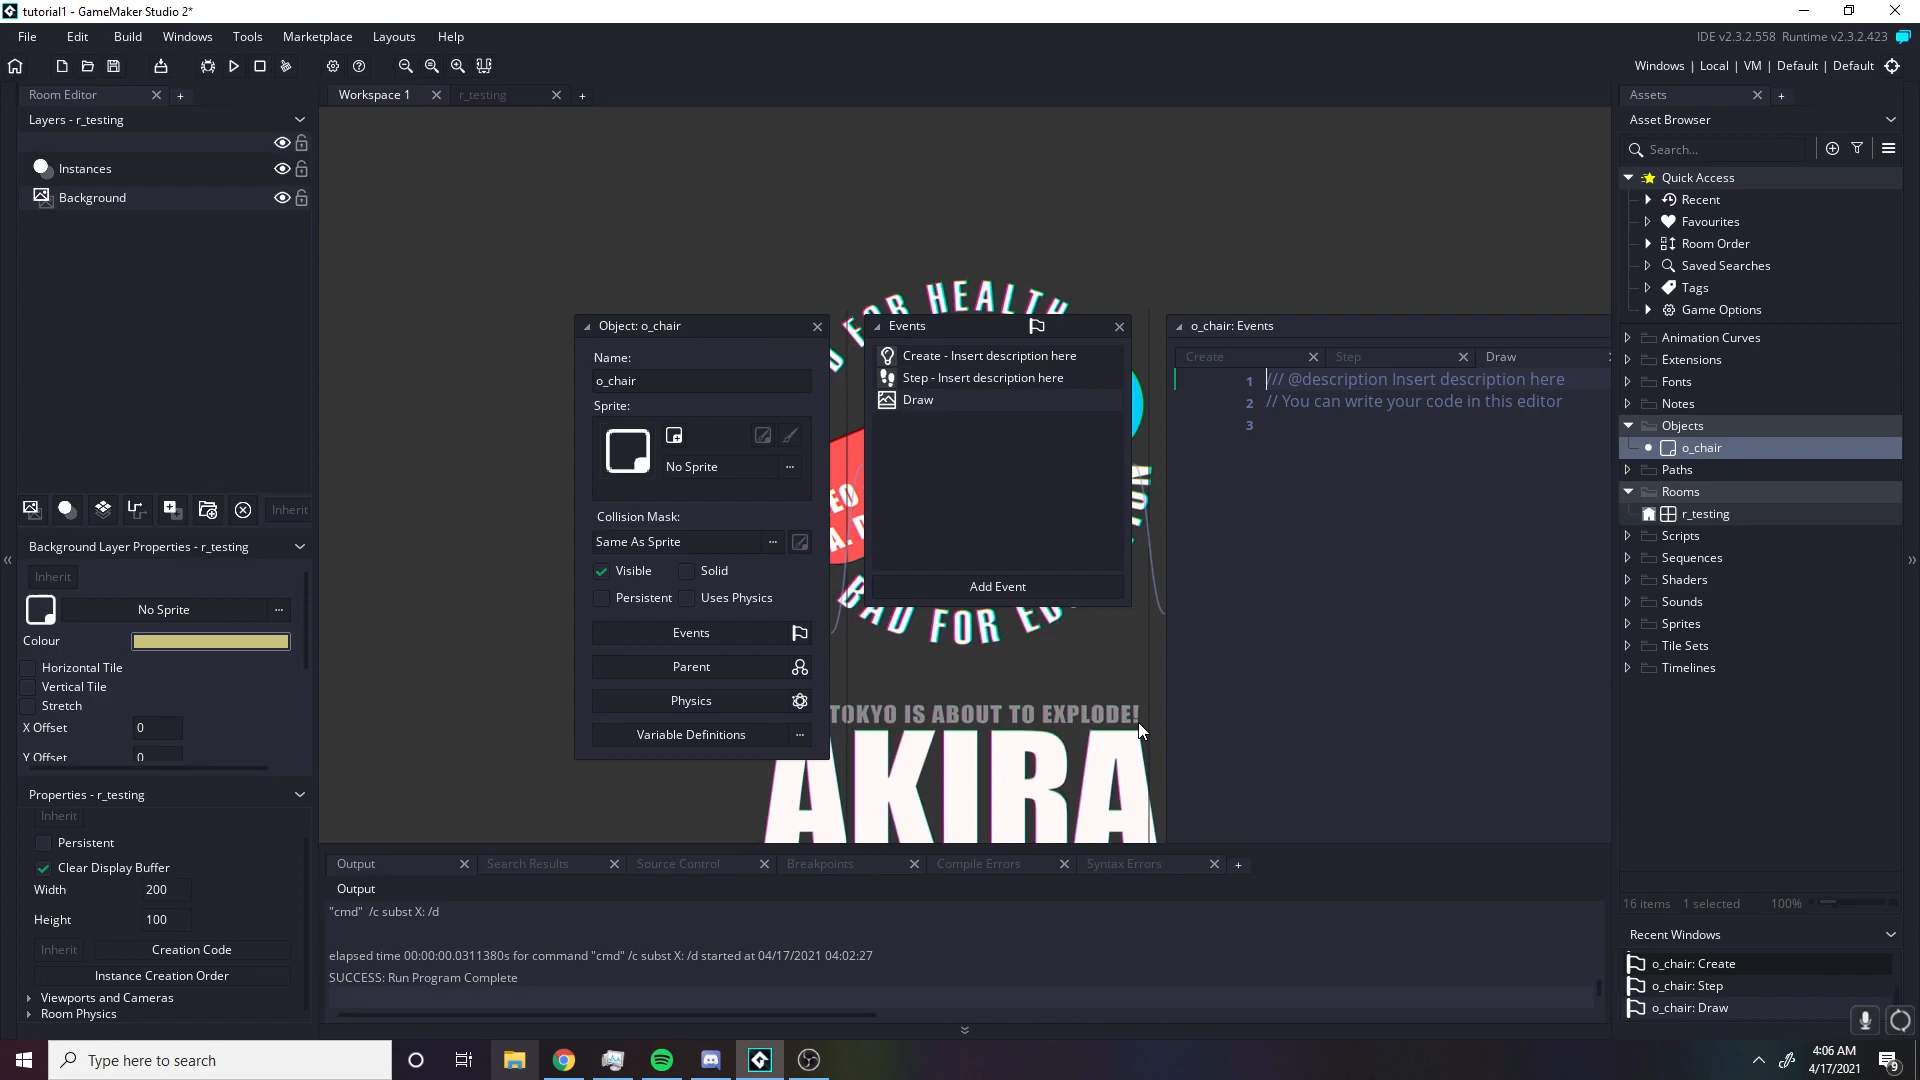 tutorial1 - GameMaker Studio 2*
File Edit Build Windows Tools Marketplace Layouts Help
IDE v2.3.2.558 Runtime v2.3.2.423
Windows | Local | VM | Default | Default
Room Editor
Workspace 1
r_testing
Assets
Layers - r_testing
Instances
Background
Inherit
Background Layer Properties - r_testing
Inherit
No Sprite
Colour
Horizontal Tile
Vertical Tile
Stretch
X Offset 0
Y Offset 0
Properties - r_testing
Inherit
Persistent
Clear Display Buffer
Width 200
Height 100
Inherit
Creation Code
Instance Creation Order
Viewports and Cameras
Room Physics
FOR HEALTH
BAD FOR ED
TOKYO IS ABOUT TO EXPLODE!
AKIRA
Object: o_chair
Name:
o_chair
Sprite:
No Sprite
Collision Mask:
Same As Sprite
Visible
Solid
Persistent
Uses Physics
Events
Parent
Physics
Variable Definitions
Events
Create - Insert description here
Step - Insert description here
Draw
Add Event
o_chair: Events
Create
Step
Draw
1 /// @description Insert description here
2 // You can write your code in this editor
3
Output
Search Results
Source Control
Breakpoints
Compile Errors
Syntax Errors
Output
"cmd" /c subst X: /d
elapsed time 00:00:00.0311380s for command "cmd" /c subst X: /d started at 04/17/2021 04:02:27
SUCCESS: Run Program Complete
Asset Browser
Search...
Quick Access
Recent
Favourites
Room Order
Saved Searches
Tags
Game Options
Animation Curves
Extensions
Fonts
Notes
Objects
o_chair
Paths
Rooms
r_testing
Scripts
Sequences
Shaders
Sounds
Sprites
Tile Sets
Timelines
16 items 1 selected 100%
Recent Windows
o_chair: Create
o_chair: Step
o_chair: Draw
Type here to search
4:06 AM
4/17/2021
9